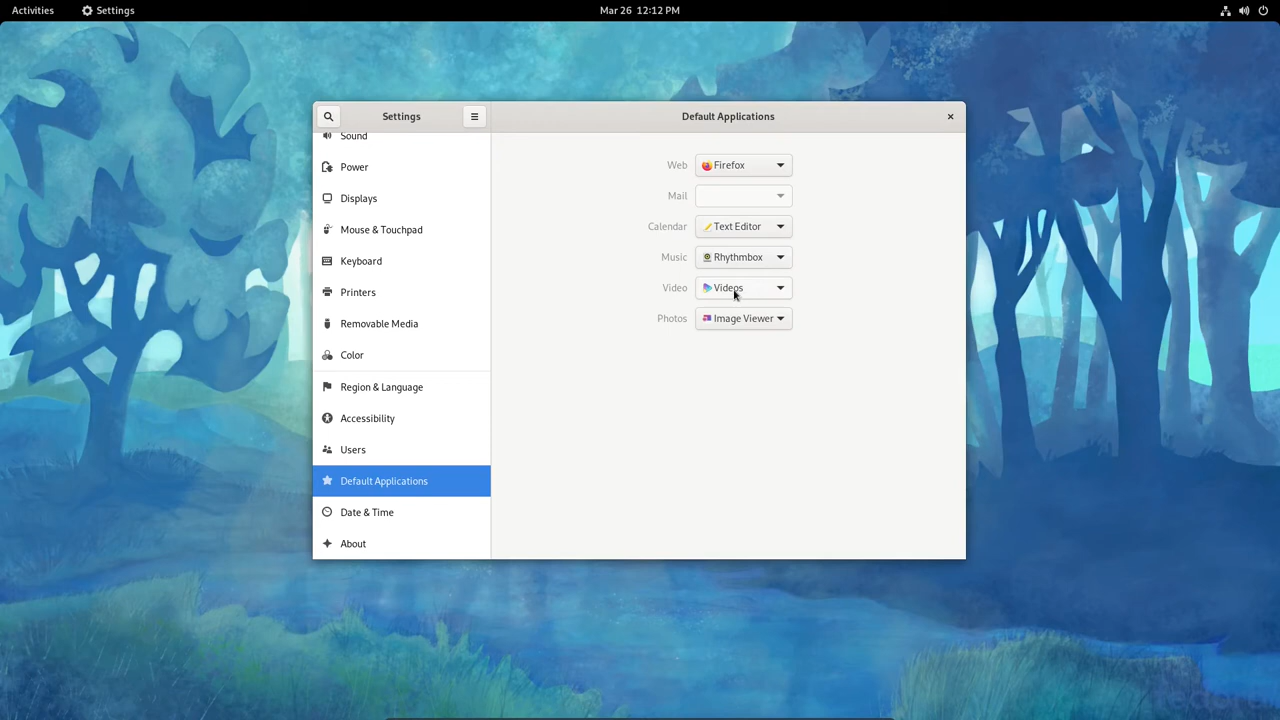 Activities Settings Mar 26 12:12 PM
Settings
Default Applications
Sound
Power
Displays
Mouse & Touchpad
Keyboard
Printers
Removable Media
Color
Region & Language
Accessibility
Users
Default Applications
Date & Time
About
Web Firefox
Mail
Calendar Text Editor
Music Rhythmbox
Video Videos
Photos Image Viewer